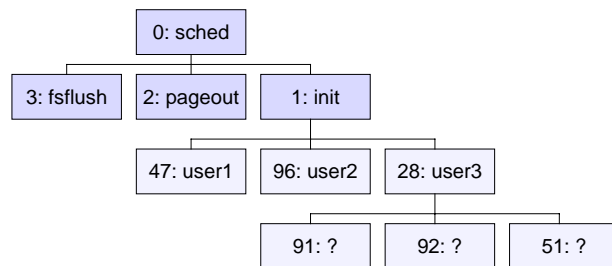 0: sched
3: fsflush
2: pageout
1: init
47: user1
96: user2
28: user3
91: ?
92: ?
51: ?